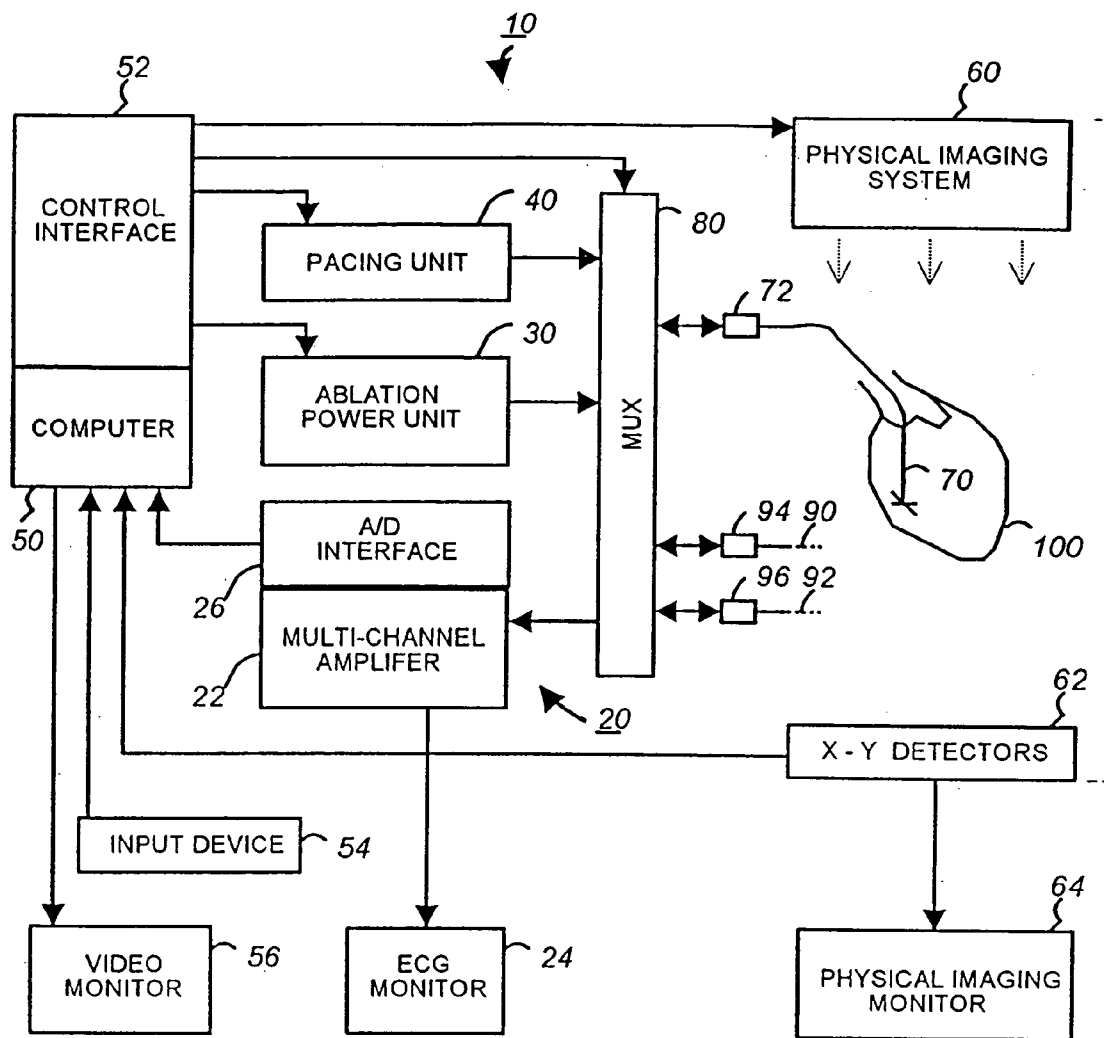 10
52
60
CONTROL
INTERFACE
PHYSICAL IMAGING
SYSTEM
40
80
PACING UNIT
72
30
ABLATION
POWER UNIT
COMPUTER
MUX
70
50
A/D
INTERFACE
94
90
100
26
96
92
MULTI-CHANNEL
AMPLIFER
22
20
62
X - Y DETECTORS
INPUT DEVICE
54
64
VIDEO
MONITOR
56
ECG
MONITOR
24
PHYSICAL IMAGING
MONITOR